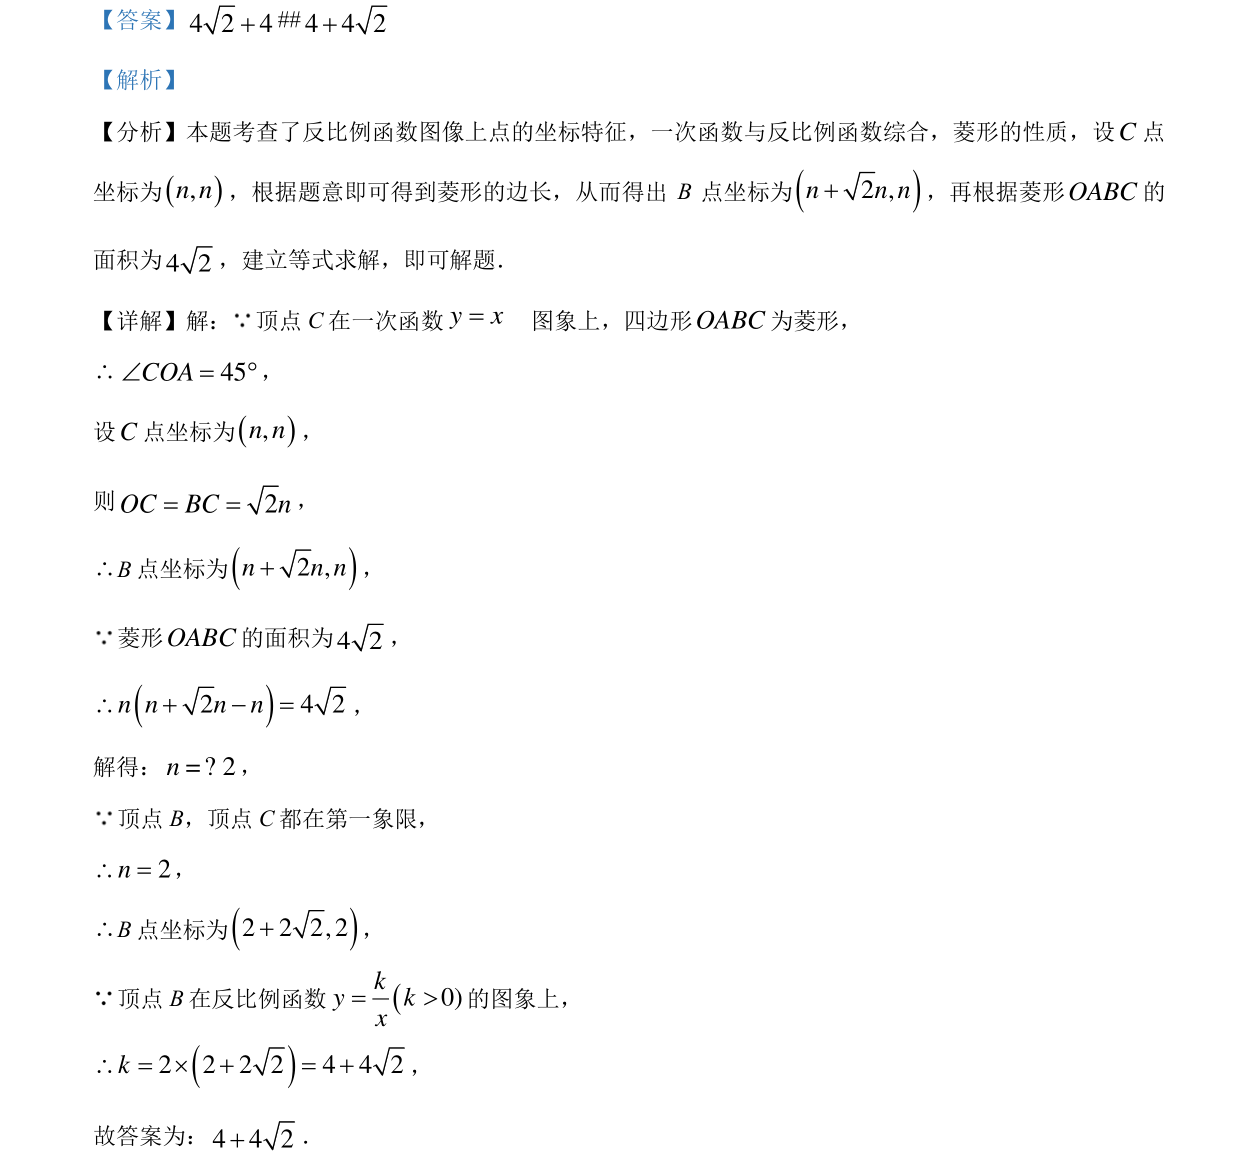 【答案】4√2+4##4+4√2
【解析】
【分析】本题考查了反比例函数图像上点的坐标特征，一次函数与反比例函数综合，菱形的性质，设C点
坐标为(n,n)，根据题意即可得到菱形的边长，从而得出 B 点坐标为(n+√2n,n)，再根据菱形OABC的
面积为4√2，建立等式求解，即可解题．
【详解】解：∵顶点C在一次函数y=x 图象上，四边形OABC为菱形，
∴∠COA=45°，
设C点坐标为(n,n)，
则OC=BC=√2n，
∴B点坐标为(n+√2n,n)，
∵菱形OABC的面积为4√2，
∴n(n+√2n−n)=4√2，
解得：n=? 2，
∵顶点B，顶点C都在第一象限，
∴n=2，
∴B点坐标为(2+2√2,2)，
∵顶点B在反比例函数y=k/x(k>0)的图象上，
∴k=2×(2+2√2)=4+4√2，
故答案为：4+4√2．